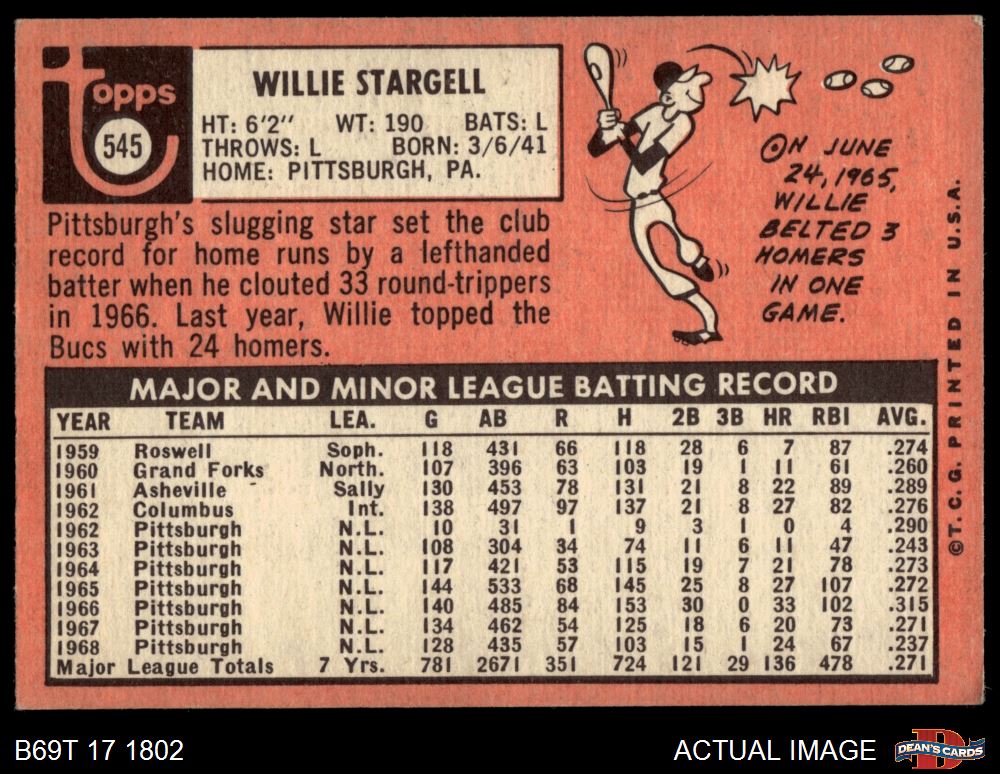 Topps
545
WILLIE STARGELL
HT: 6'2" WT: 190 BATS: L
THROWS: L BORN: 3/6/41
HOME: PITTSBURGH, PA.
Pittsburgh's slugging star set the club
record for home runs by a lefthanded
batter when he clouted 33 round-trippers
in 1966. Last year, Willie topped the
Bucs with 24 homers.
ON JUNE
24, 1965,
WILLIE
BELTED 3
HOMERS
IN ONE
GAME.
MAJOR AND MINOR LEAGUE BATTING RECORD
YEAR TEAM LEA. G AB R H 2B 3B HR RBI AVG.
1959 Roswell Soph. 118 431 66 118 28 6 7 87 .274
1960 Grand Forks North. 107 396 63 103 19 1 11 61 .260
1961 Asheville Sally 130 453 78 131 21 8 22 89 .289
1962 Columbus Int. 138 497 97 137 21 8 27 82 .276
1962 Pittsburgh N.L. 10 31 1 9 3 1 0 4 .290
1963 Pittsburgh N.L. 108 304 34 74 11 6 11 47 .243
1964 Pittsburgh N.L. 117 421 53 115 19 7 21 78 .273
1965 Pittsburgh N.L. 144 533 68 145 25 8 27 107 .272
1966 Pittsburgh N.L. 140 485 84 153 30 0 33 102 .315
1967 Pittsburgh N.L. 134 462 54 125 18 6 20 73 .271
1968 Pittsburgh N.L. 128 435 57 103 15 1 24 67 .237
Major League Totals 7 Yrs. 781 2671 351 724 121 29 136 478 .271
©T.C.G. PRINTED IN U.S.A.
B69T 17 1802
ACTUAL IMAGE
D
DEAN'S CARDS